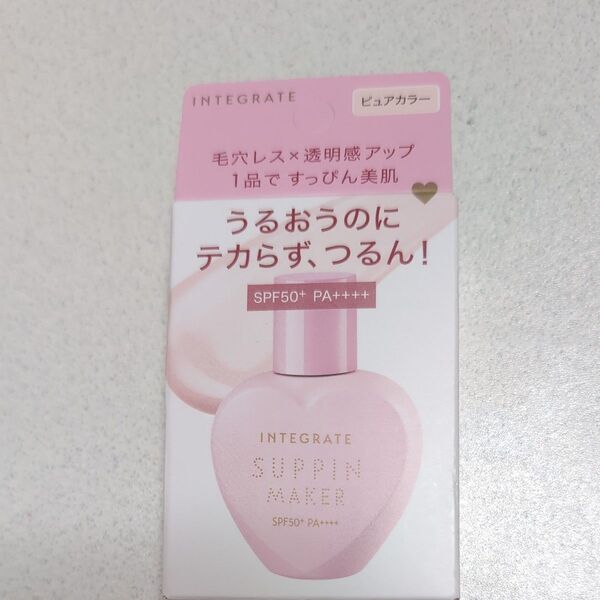 INTEGRATE
ピュアカラー
毛穴レス×透明感アップ
1品で すっぴん美肌
うるおうのに
テカらず、つるん！
SPF50+ PA++++
INTEGRATE
SUPPIN
MAKER
SPF50+ PA++++